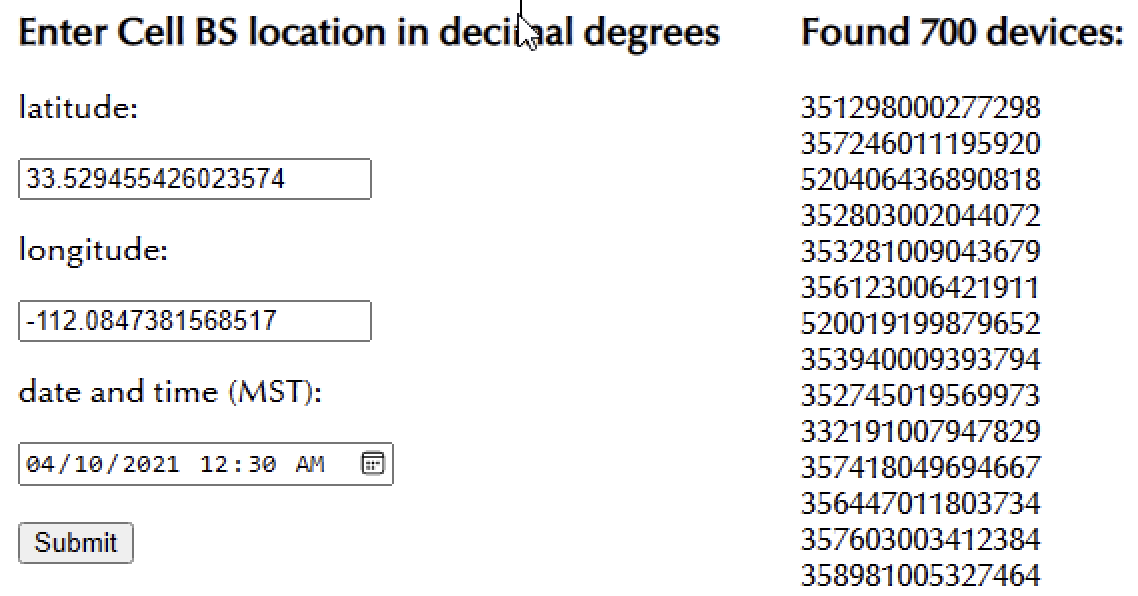 Enter Cell BS location in decimal degrees
latitude:
33.529455426023574
longitude:
-112.0847381568517
date and time (MST):
04/10/2021 12:30 AM
Submit
Found 700 devices:
351298000277298
357246011195920
520406436890818
352803002044072
353281009043679
356123006421911
520019199879652
353940009393794
352745019569973
332191007947829
357418049694667
356447011803734
357603003412384
358981005327464